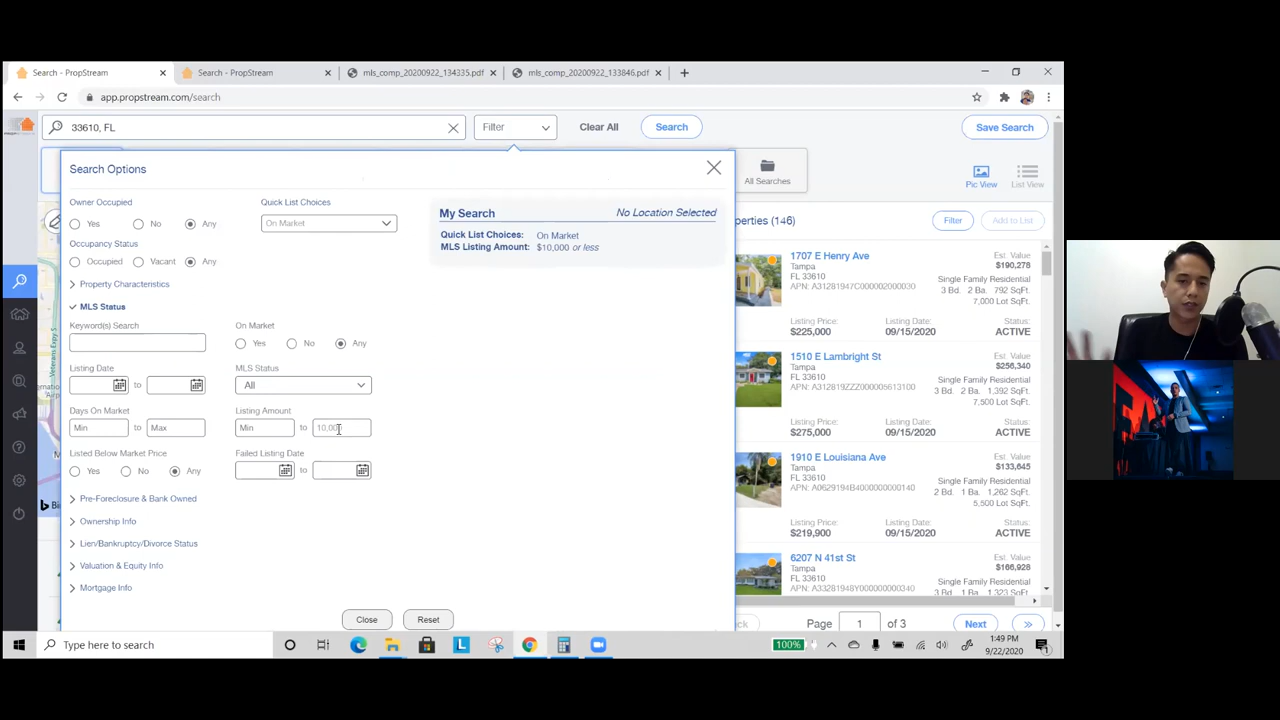 Search - PropStream
Search - PropStream
mls_comp_20200922_134335.pdf
mls_comp_20200922_133846.pdf
app.propstream.com/search
33610, FL
Filter
Clear All
Search
Save Search
Search Options
All Searches
Pic View
List View
Owner Occupied
Yes No Any
Quick List Choices
On Market
My Search
No Location Selected
Quick List Choices: On Market
MLS Listing Amount: $10,000 or less
Occupancy Status
Occupied Vacant Any
Property Characteristics
MLS Status
Keyword(s) Search
On Market
Yes No Any
Listing Date
to
MLS Status
All
Days On Market
Min to Max
Listing Amount
Min to
Listed Below Market Price
Yes No Any
Failed Listing Date
to
Pre-Foreclosure & Bank Owned
Ownership Info
Lien/Bankruptcy/Divorce Status
Valuation & Equity Info
Mortgage Info
Close
Reset
perties (146)
Filter
Add to List
1707 E Henry Ave
Tampa
FL 33610
APN: A31281947C000002000030
Est. Value
$190,278
Single Family Residential
3 Bd. 2 Ba. 792 SqFt.
7,000 Lot SqFt.
Listing Price:
$225,000
Listing Date:
09/15/2020
Status:
ACTIVE
1510 E Lambright St
Tampa
FL 33610
APN: A312819ZZZ000005613100
Est. Value
$256,340
Single Family Residential
3 Bd. 2 Ba. 1,392 SqFt.
7,500 Lot SqFt.
Listing Price:
$275,000
Listing Date:
09/15/2020
Status:
ACTIVE
1910 E Louisiana Ave
Tampa
FL 33610
APN: A0629194B4000000000140
Est. Value
$133,645
Single Family Residential
2 Bd. 1 Ba. 1,262 SqFt.
5,500 Lot SqFt.
Listing Price:
$219,900
Listing Date:
09/15/2020
Status:
ACTIVE
6207 N 41st St
Tampa
FL 33610
Est. Value
$166,928
Single Family Residential
Page 1 of 3
Next
Type here to search
100%
1:49 PM
9/22/2020